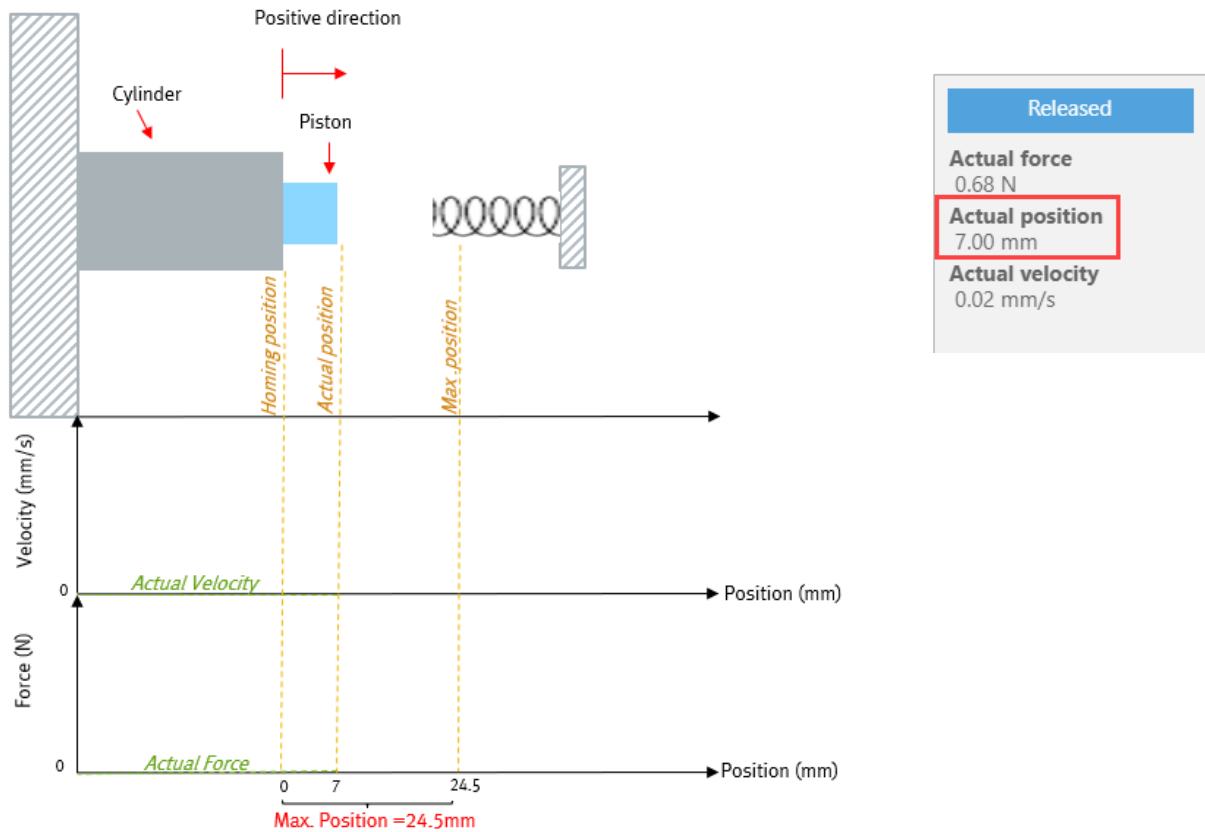 Positive direction
Cylinder
Piston
Released
Actual force
0.68 N
Actual position
7.00 mm
Actual velocity
0.02 mm/s
Homing position
Actual position
Max .position
Velocity (mm/s)
Actual Velocity
0
Position (mm)
Force (N)
Actual Force
0
Position (mm)
0 7 24.5
Max. Position =24.5mm